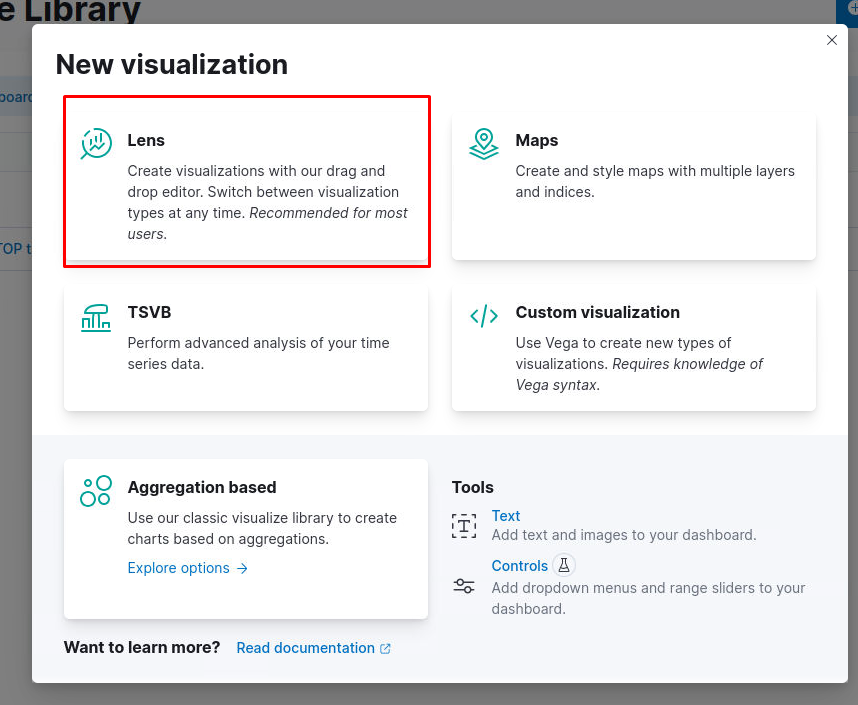 e Library
New visualization
board
TOP t
Lens
Create visualizations with our drag and
drop editor. Switch between visualization
types at any time. Recommended for most
users.
Maps
Create and style maps with multiple layers
and indices.
TSVB
Perform advanced analysis of your time
series data.
Custom visualization
Use Vega to create new types of
visualizations. Requires knowledge of
Vega syntax.
Aggregation based
Use our classic visualize library to create
charts based on aggregations.
Explore options →
Tools
Text
Add text and images to your dashboard.
Controls
Add dropdown menus and range sliders to your
dashboard.
Want to learn more? Read documentation